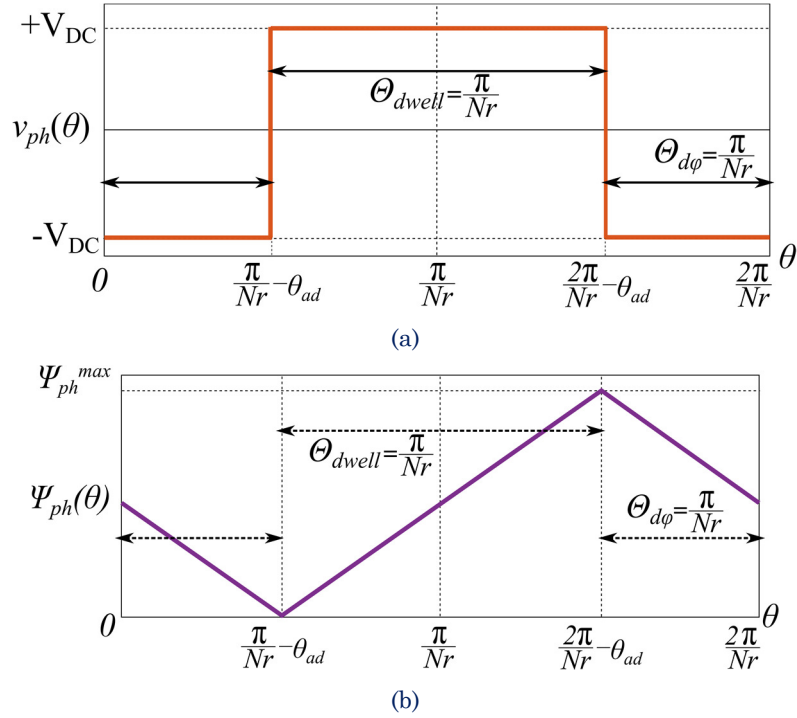 +V_DC
Θ_dwell=π/Nr
v_ph(θ)
Θ_dφ=π/Nr
-V_DC
0 π/Nr−θ_ad π/Nr 2π/Nr−θ_ad 2π/Nr θ
(a)
Ψ_ph^max
Θ_dwell=π/Nr
Ψ_ph(θ)
Θ_dφ=π/Nr
0 π/Nr−θ_ad π/Nr 2π/Nr−θ_ad 2π/Nr θ
(b)